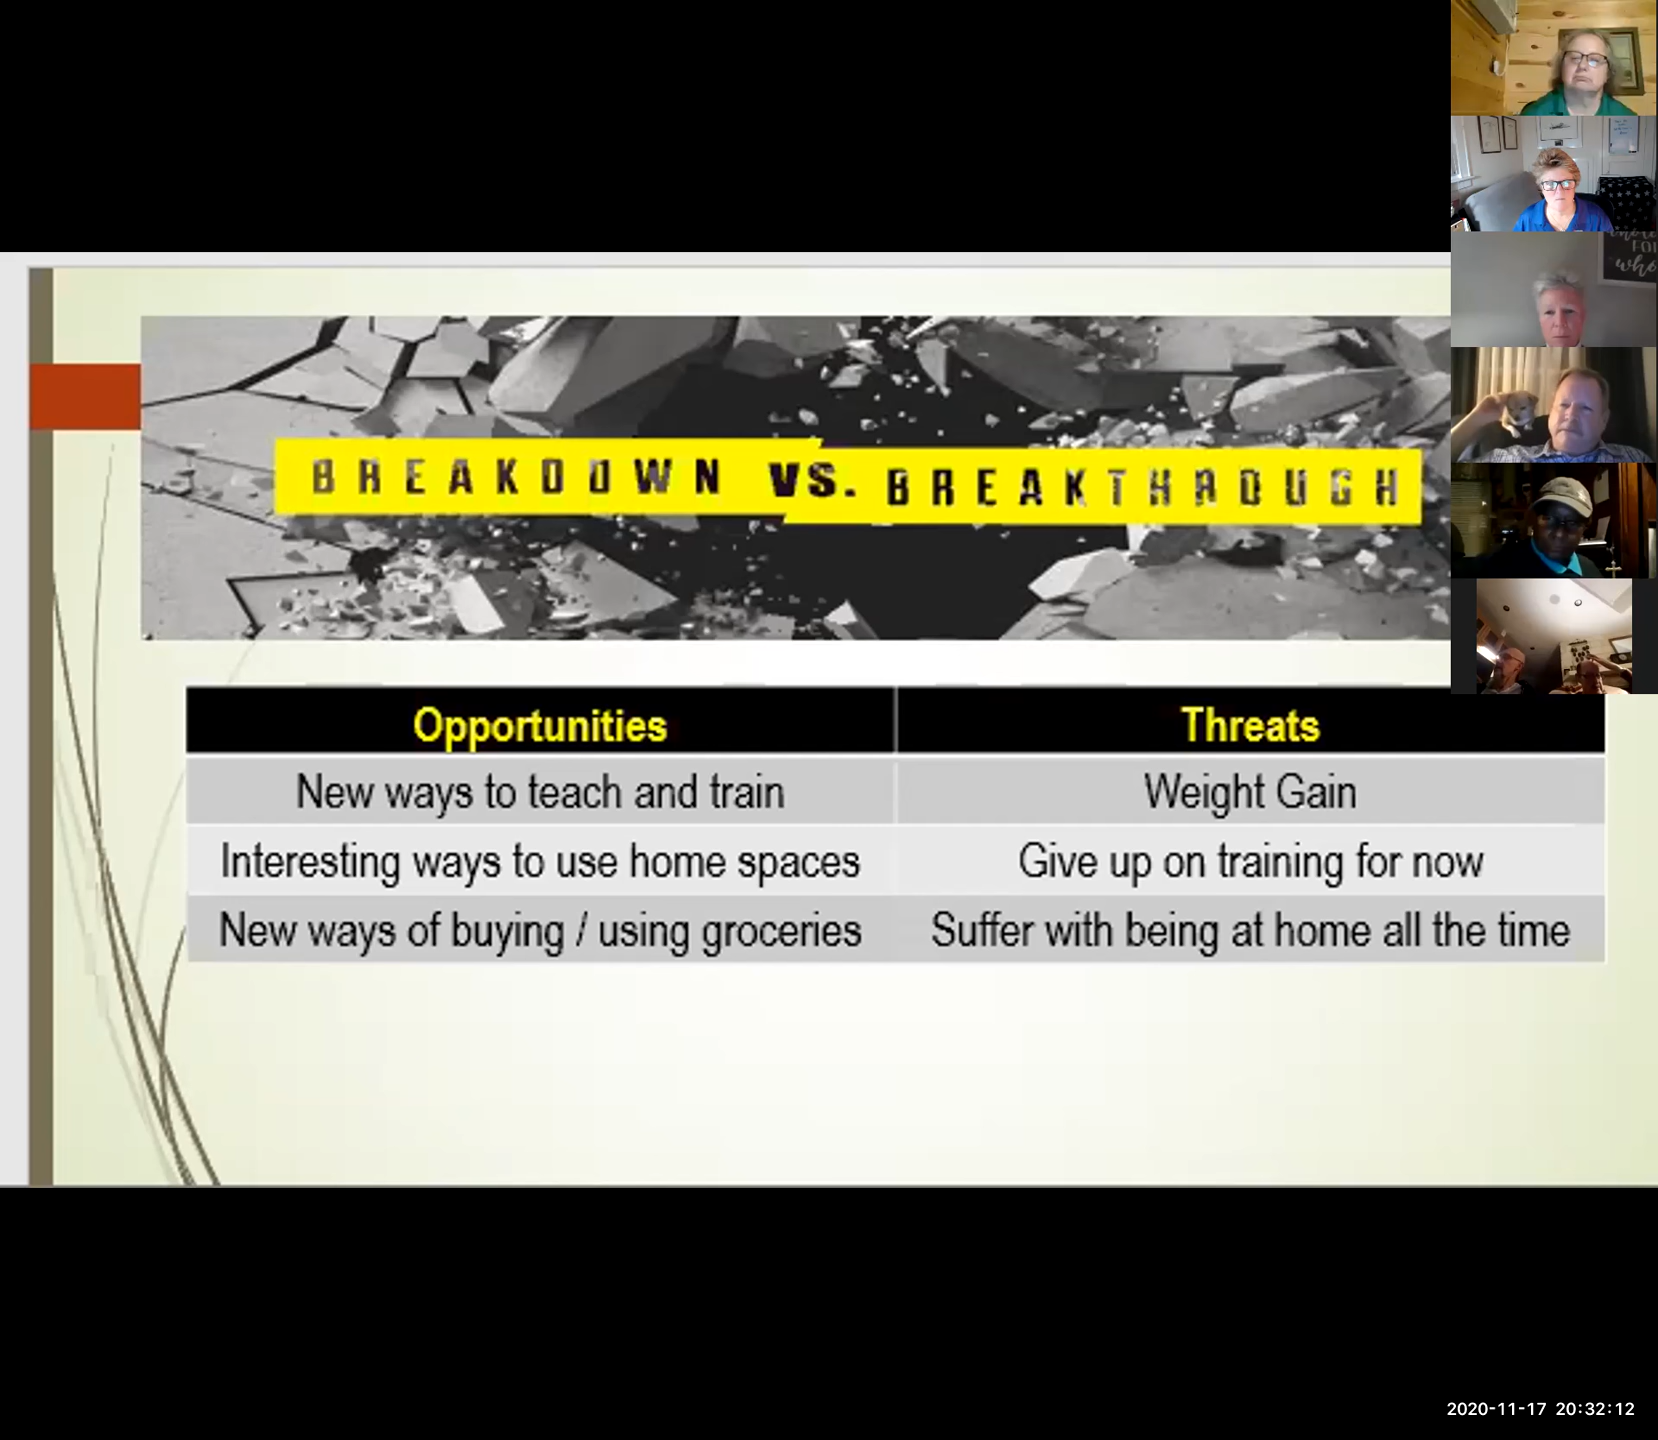 BREAKDOWN VS. BREAKTHROUGH
Opportunities Threats
New ways to teach and train Weight Gain
Interesting ways to use home spaces Give up on training for now
New ways of buying / using groceries Suffer with being at home all the time
FOR
who
2020-11-17 20:32:12